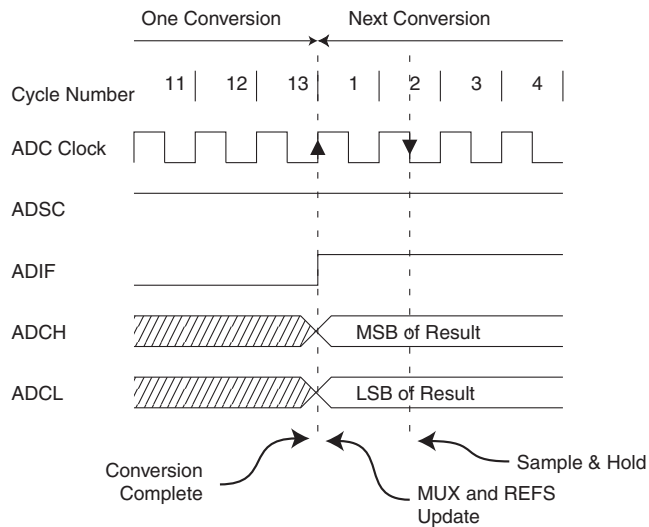 One Conversion Next Conversion
Cycle Number 11 12 13 1 2 3 4
ADC Clock
ADSC
ADIF
ADCH MSB of Result
ADCL LSB of Result
Conversion
Complete
MUX and REFS
Update
Sample & Hold